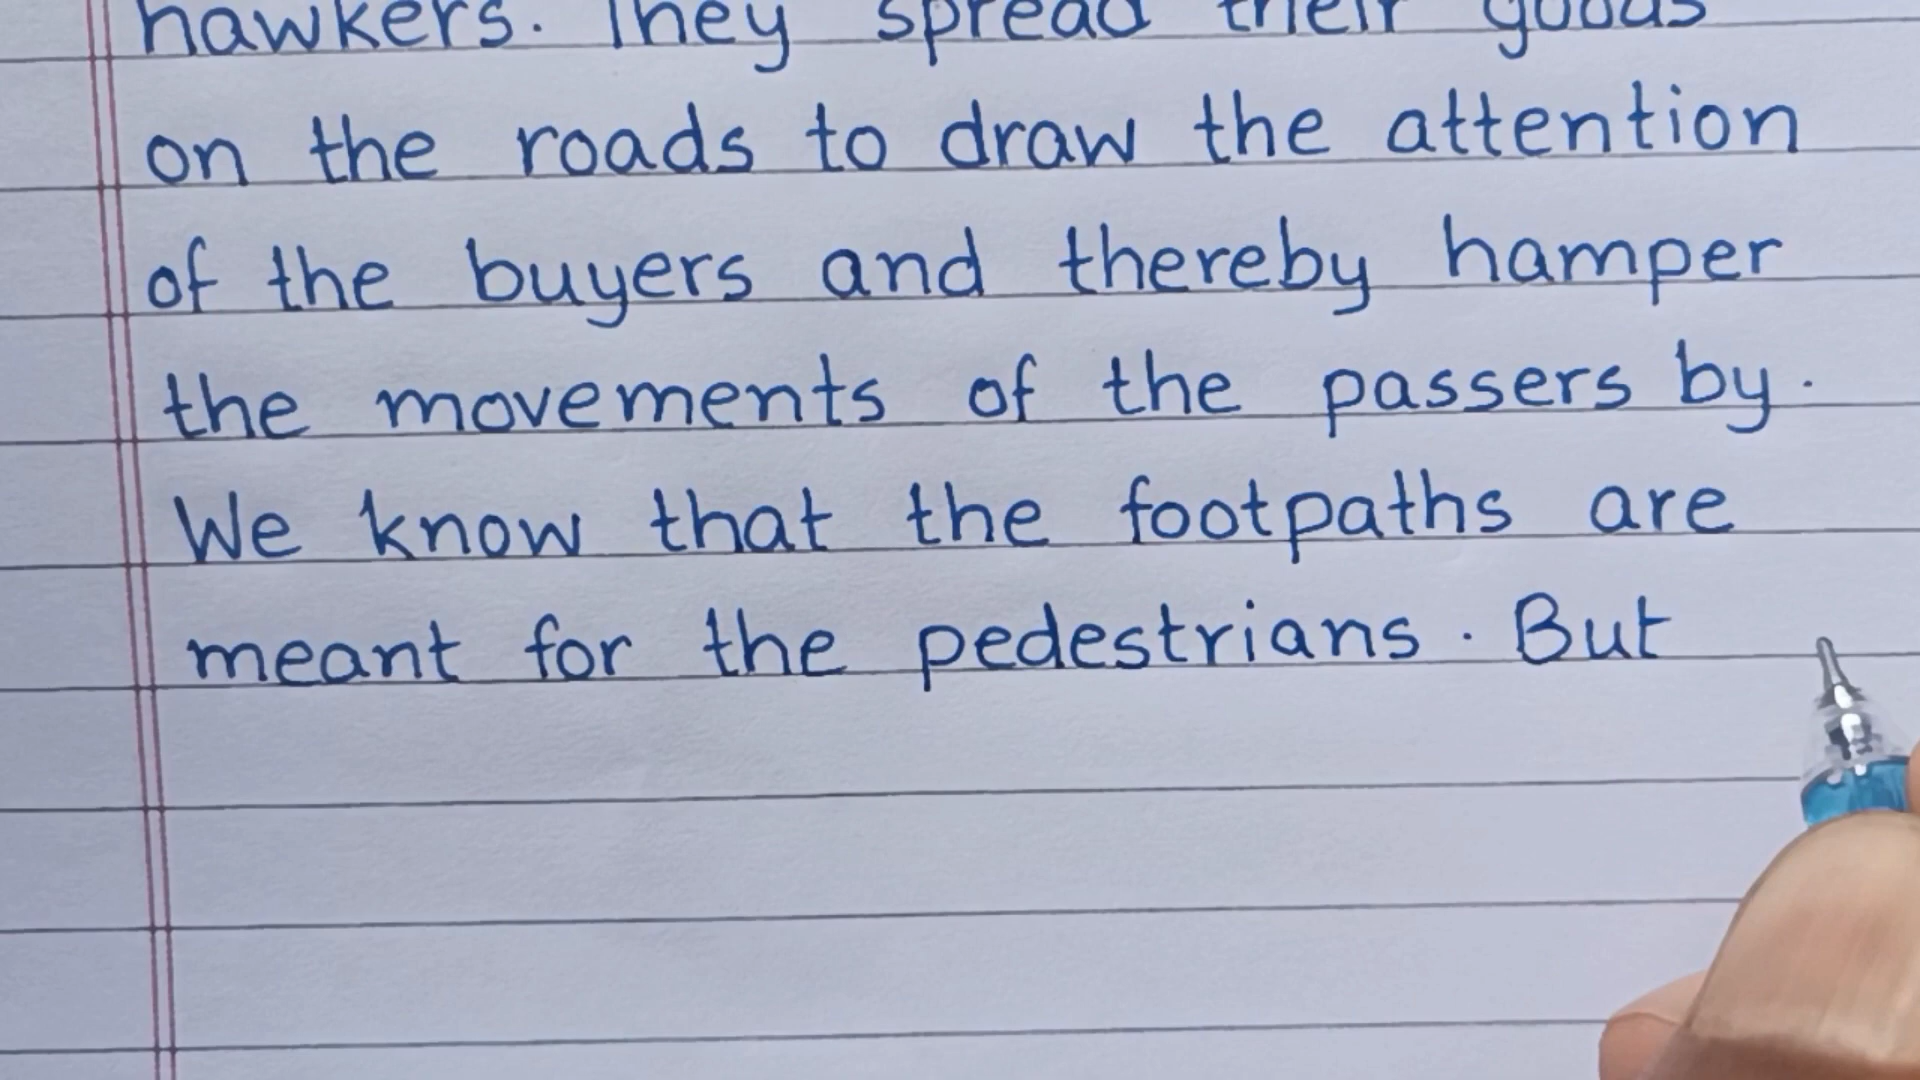 hawkers. They spread their goods
on the roads to draw the attention
of the buyers and thereby hamper
the movements of the passers by.
We know that the footpaths are
meant for the pedestrians. But